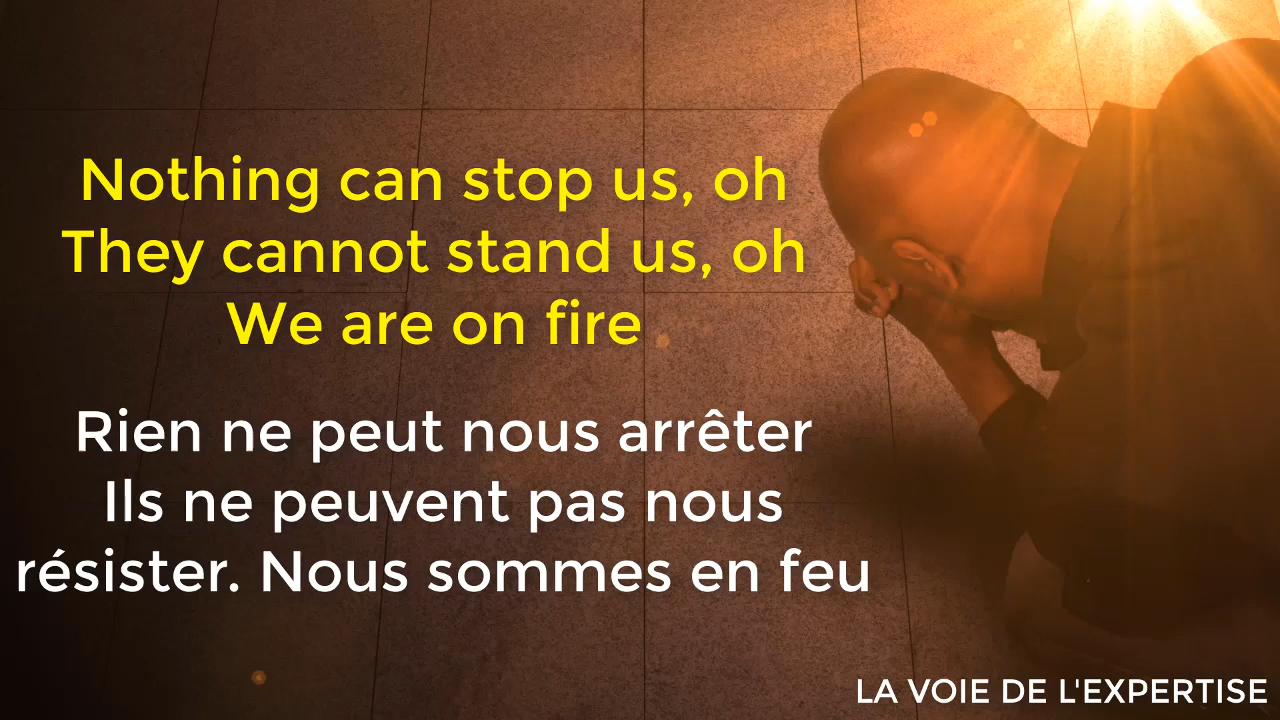 Nothing can stop us, oh
They cannot stand us, oh
We are on fire
Rien ne peut nous arrêter
Ils ne peuvent pas nous
résister. Nous sommes en feu
LA VOIE DE L'EXPERTISE